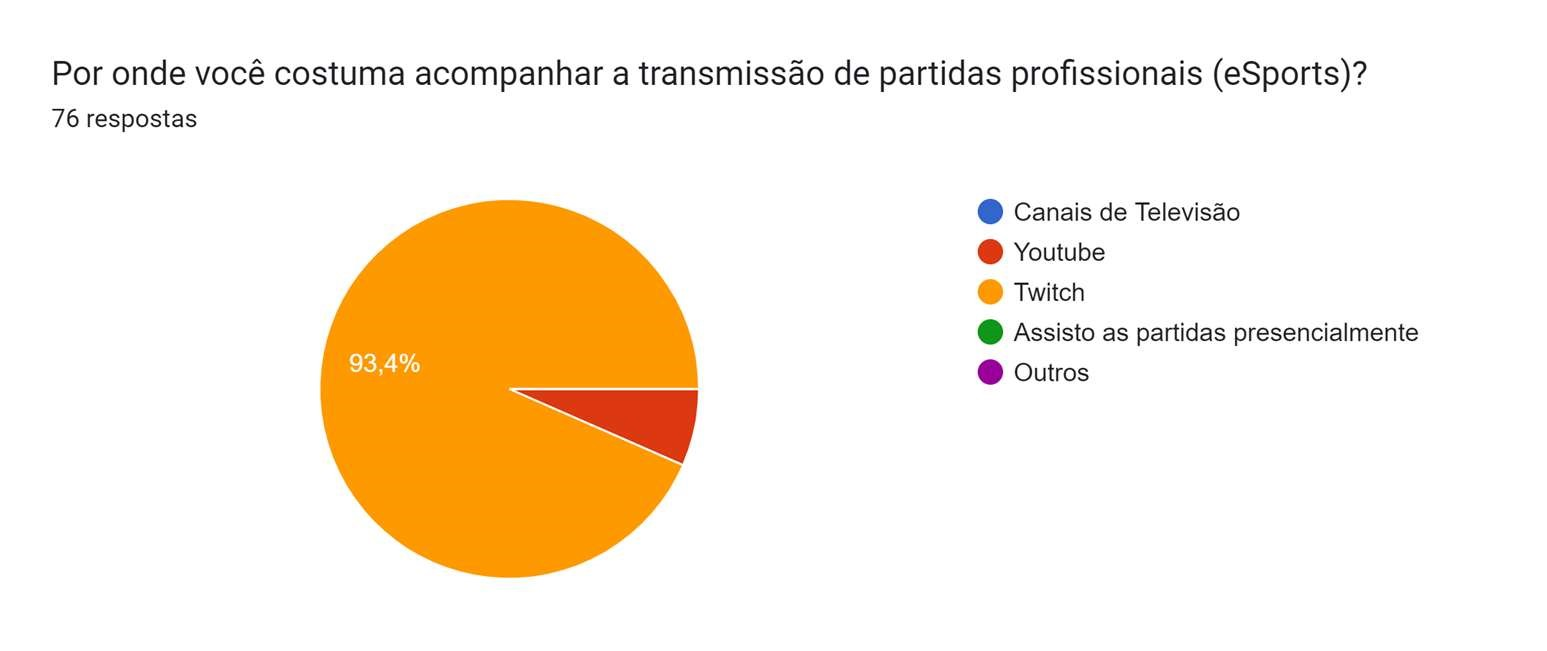 Por onde você costuma acompanhar a transmissão de partidas profissionais (eSports)?
76 respostas
93,4%
Canais de Televisão
Youtube
Twitch
Assisto as partidas presencialmente
Outros